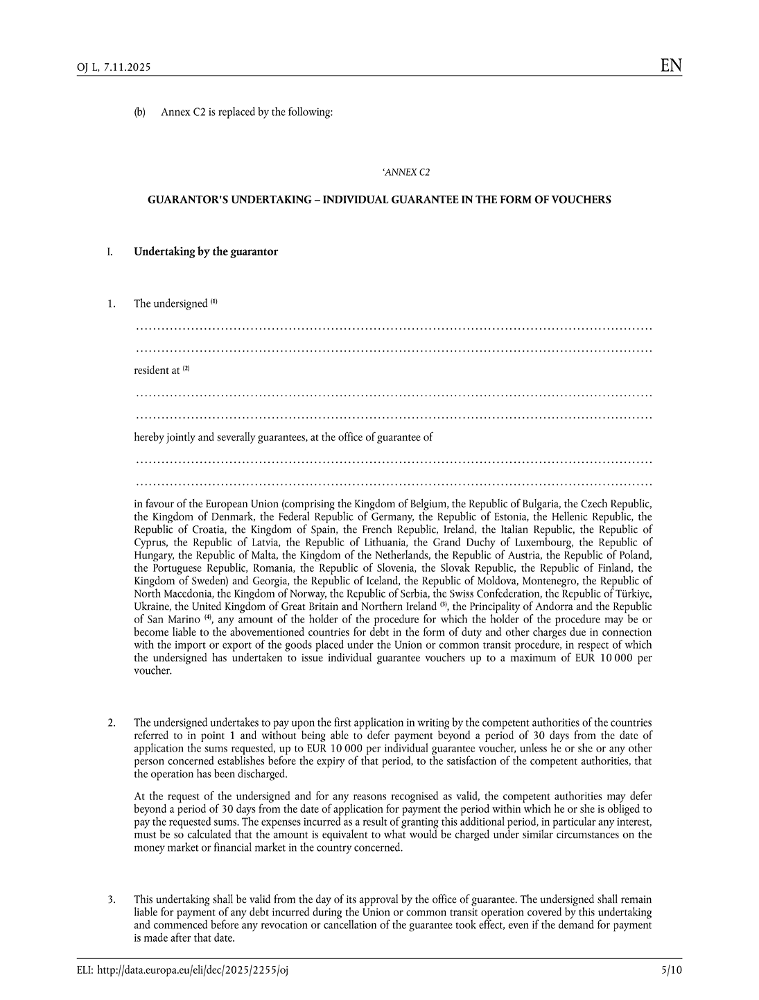 OJ L, 7.11.2025 EN
(b) Annex C2 is replaced by the following:
‘ANNEX C2
GUARANTOR'S UNDERTAKING – INDIVIDUAL GUARANTEE IN THE FORM OF VOUCHERS
I. Undertaking by the guarantor
1. The undersigned (1)
................................................................................
................................................................................
resident at (2)
................................................................................
................................................................................
hereby jointly and severally guarantees, at the office of guarantee of
................................................................................
................................................................................
in favour of the European Union (comprising the Kingdom of Belgium, the Republic of Bulgaria, the Czech Republic,
the Kingdom of Denmark, the Federal Republic of Germany, the Republic of Estonia, the Hellenic Republic, the
Republic of Croatia, the Kingdom of Spain, the French Republic, Ireland, the Italian Republic, the Republic of
Cyprus, the Republic of Latvia, the Republic of Lithuania, the Grand Duchy of Luxembourg, the Republic of
Hungary, the Republic of Malta, the Kingdom of the Netherlands, the Republic of Austria, the Republic of Poland,
the Portuguese Republic, Romania, the Republic of Slovenia, the Slovak Republic, the Republic of Finland, the
Kingdom of Sweden) and Georgia, the Republic of Iceland, the Republic of Moldova, Montenegro, the Republic of
North Macedonia, the Kingdom of Norway, the Republic of Serbia, the Swiss Confederation, the Republic of Türkiye,
Ukraine, the United Kingdom of Great Britain and Northern Ireland (3), the Principality of Andorra and the Republic
of San Marino (4), any amount of the holder of the procedure for which the holder of the procedure may be or
become liable to the abovementioned countries for debt in the form of duty and other charges due in connection
with the import or export of the goods placed under the Union or common transit procedure, in respect of which
the undersigned has undertaken to issue individual guarantee vouchers up to a maximum of EUR 10 000 per
voucher.
2. The undersigned undertakes to pay upon the first application in writing by the competent authorities of the countries
referred to in point 1 and without being able to defer payment beyond a period of 30 days from the date of
application the sums requested, up to EUR 10 000 per individual guarantee voucher, unless he or she or any other
person concerned establishes before the expiry of that period, to the satisfaction of the competent authorities, that
the operation has been discharged.
At the request of the undersigned and for any reasons recognised as valid, the competent authorities may defer
beyond a period of 30 days from the date of application for payment the period within which he or she is obliged to
pay the requested sums. The expenses incurred as a result of granting this additional period, in particular any interest,
must be so calculated that the amount is equivalent to what would be charged under similar circumstances on the
money market or financial market in the country concerned.
3. This undertaking shall be valid from the day of its approval by the office of guarantee. The undersigned shall remain
liable for payment of any debt incurred during the Union or common transit operation covered by this undertaking
and commenced before any revocation or cancellation of the guarantee took effect, even if the demand for payment
is made after that date.
ELI: http://data.europa.eu/eli/dec/2025/2255/oj 5/10